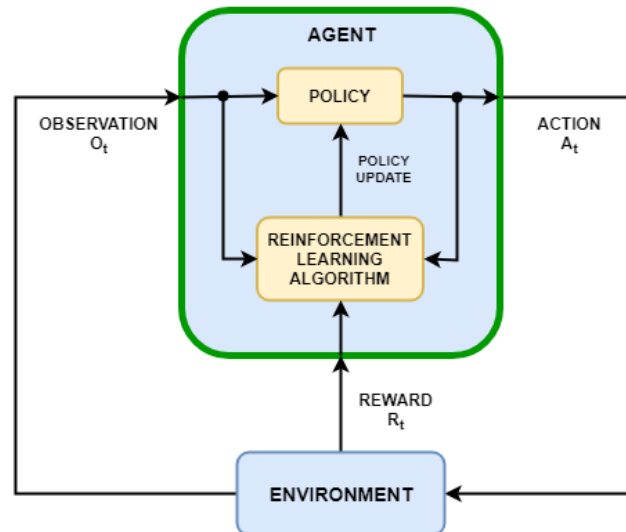 AGENT
POLICY
OBSERVATION
Oₜ
ACTION
Aₜ
POLICY
UPDATE
REINFORCEMENT
LEARNING
ALGORITHM
REWARD
Rₜ
ENVIRONMENT